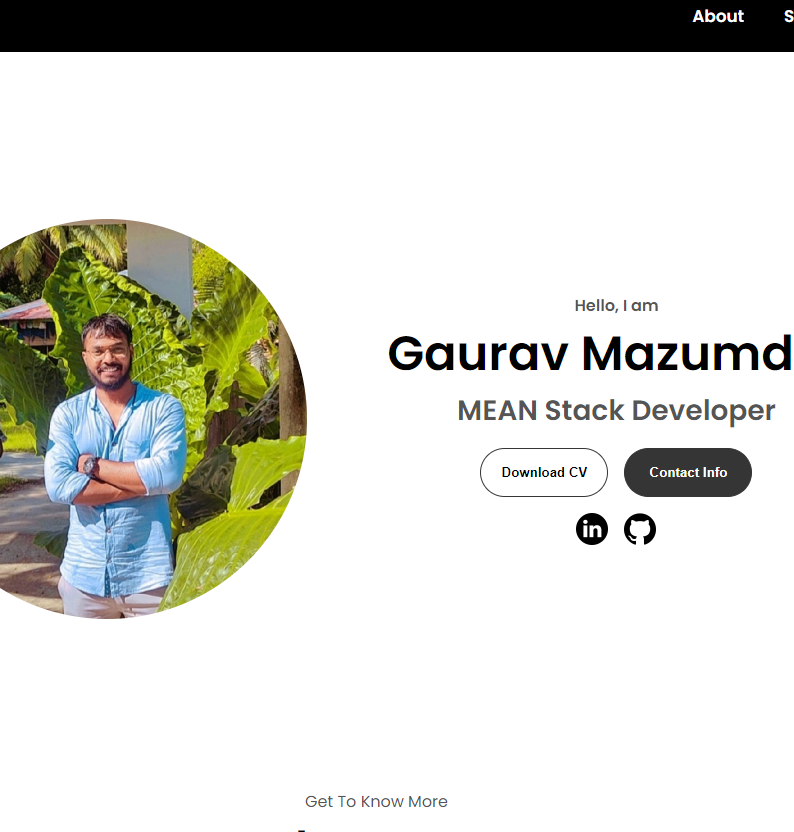 About S
Hello, I am
Gaurav Mazumd
MEAN Stack Developer
Download CV Contact Info
in
Get To Know More